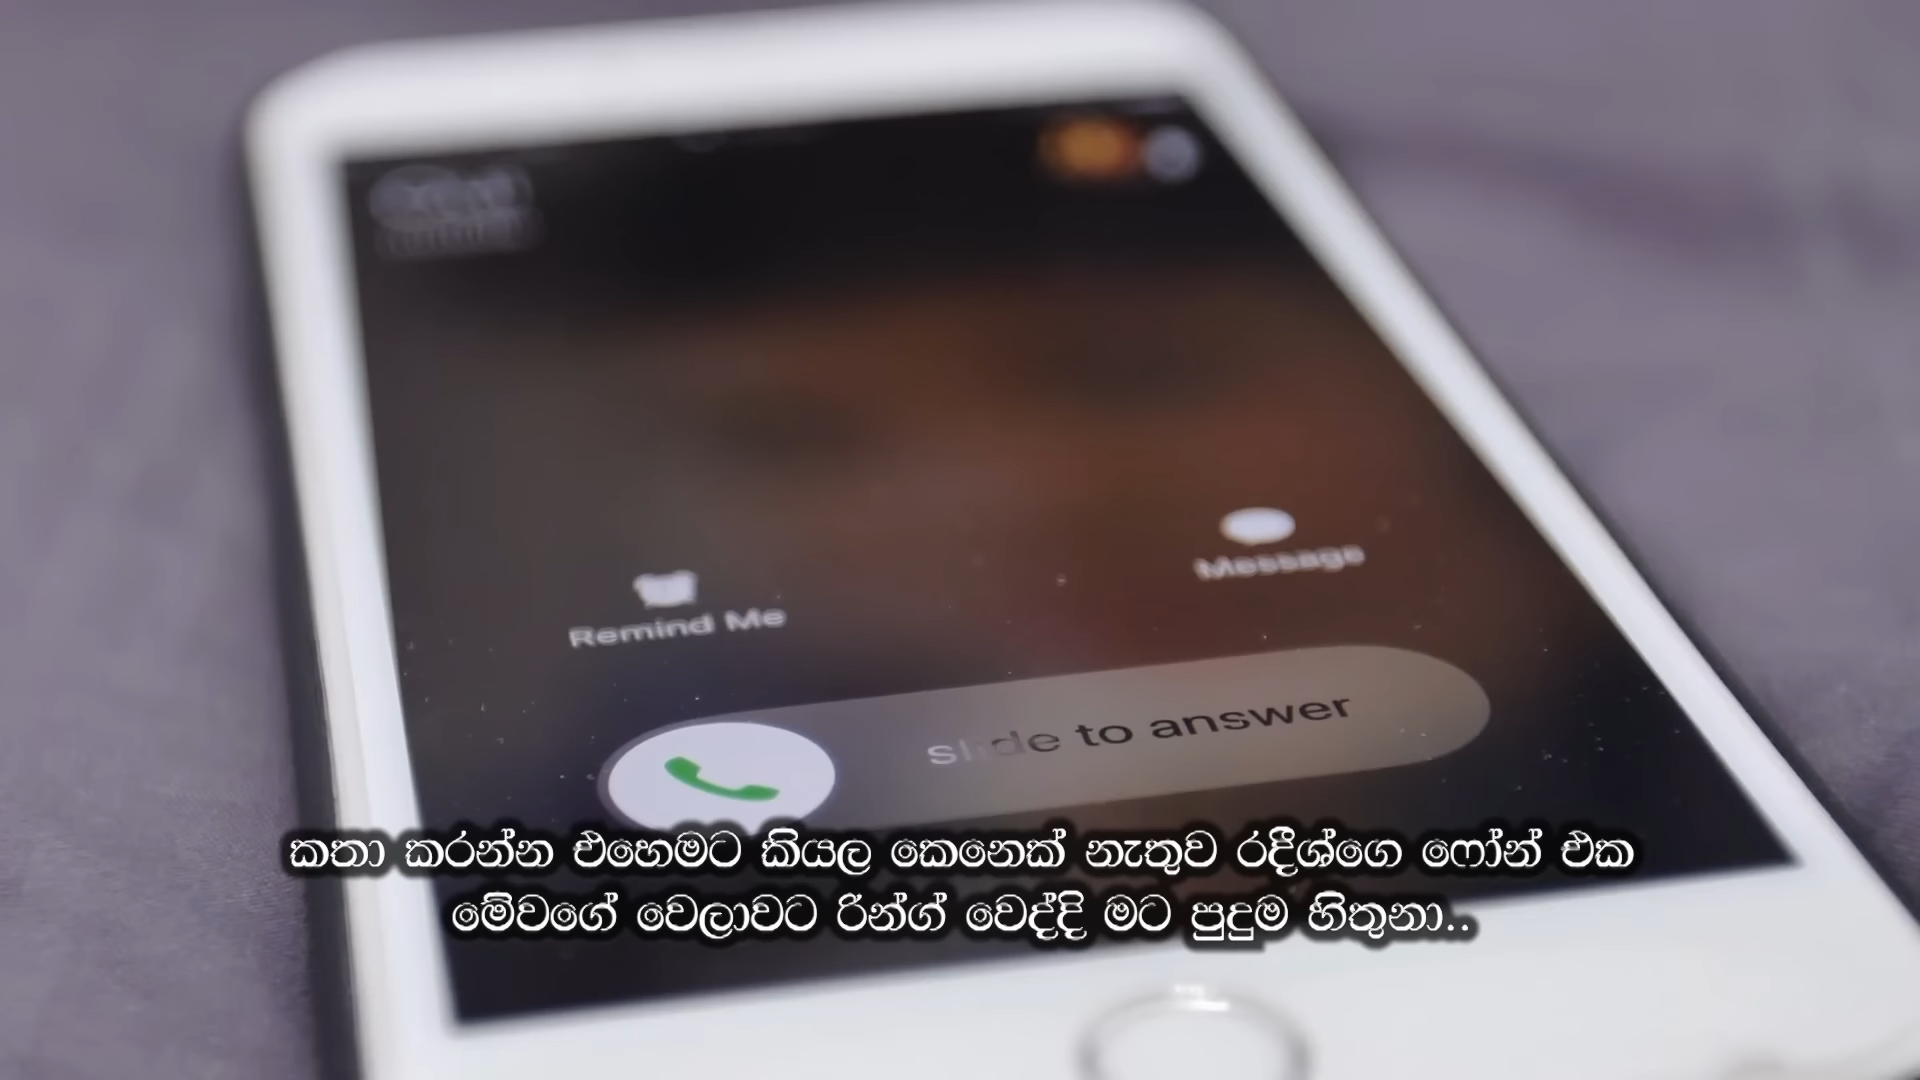 Message
Remind Me
slide to answer
කතා කරන්න එහෙමට කියල කෙනෙක් නැතුව රදීශ්ගෙ ෆෝන් එක
මේවගේ වෙලාවට රින්ග් වෙද්දි මට පුදුම හිතුනා..